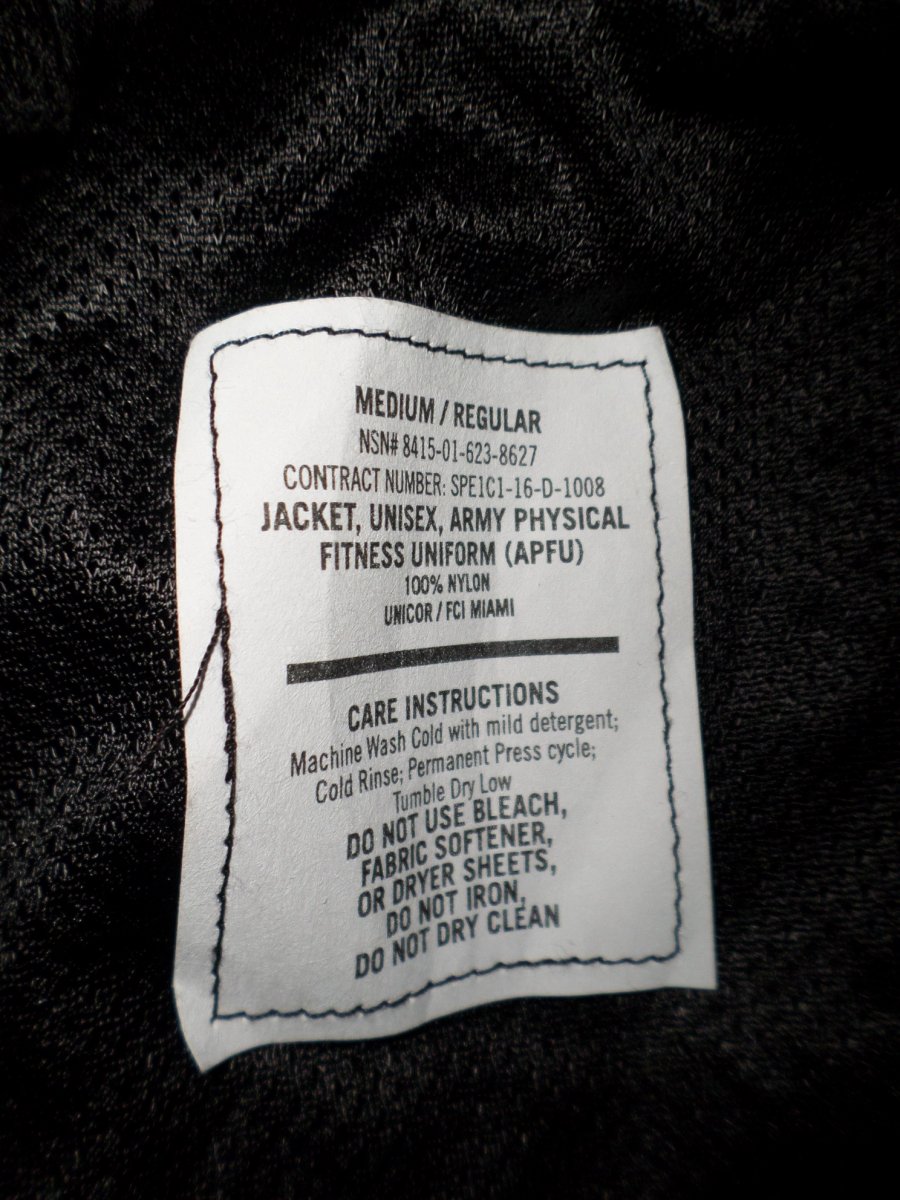 MEDIUM / REGULAR
NSN# 8415-01-623-8627
CONTRACT NUMBER: SPE1C1-16-D-1008
JACKET, UNISEX, ARMY PHYSICAL
FITNESS UNIFORM (APFU)
100% NYLON
UNICOR / FCI MIAMI
CARE INSTRUCTIONS
Machine Wash Cold with mild detergent;
Cold Rinse; Permanent Press cycle;
Tumble Dry Low
DO NOT USE BLEACH,
FABRIC SOFTENER,
OR DRYER SHEETS,
DO NOT IRON,
DO NOT DRY CLEAN